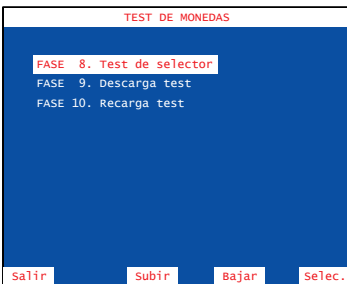 TEST DE MONEDAS
FASE 8. Test de selector
FASE 9. Descarga test
FASE 10. Recarga test
Salir Subir Bajar Selec.